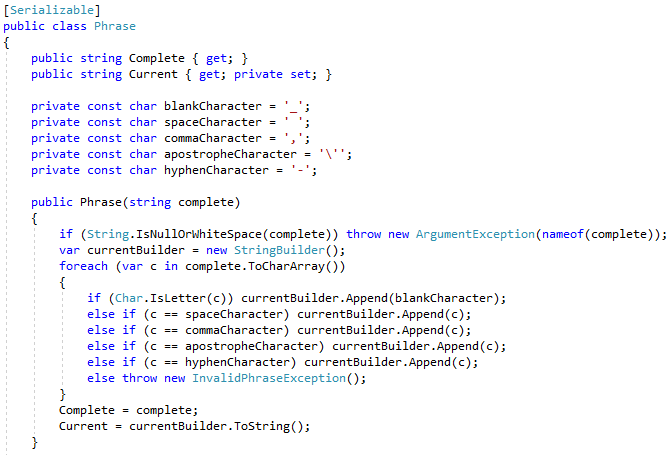 [Serializable]
public class Phrase
{
    public string Complete { get; }
    public string Current { get; private set; }

    private const char blankCharacter = '_';
    private const char spaceCharacter = ' ';
    private const char commaCharacter = ',';
    private const char apostropheCharacter = '\'';
    private const char hyphenCharacter = '-';

    public Phrase(string complete)
    {
        if (String.IsNullOrWhiteSpace(complete)) throw new ArgumentException(nameof(complete));
        var currentBuilder = new StringBuilder();
        foreach (var c in complete.ToCharArray())
        {
            if (Char.IsLetter(c)) currentBuilder.Append(blankCharacter);
            else if (c == spaceCharacter) currentBuilder.Append(c);
            else if (c == commaCharacter) currentBuilder.Append(c);
            else if (c == apostropheCharacter) currentBuilder.Append(c);
            else if (c == hyphenCharacter) currentBuilder.Append(c);
            else throw new InvalidPhraseException();
        }
        Complete = complete;
        Current = currentBuilder.ToString();
    }